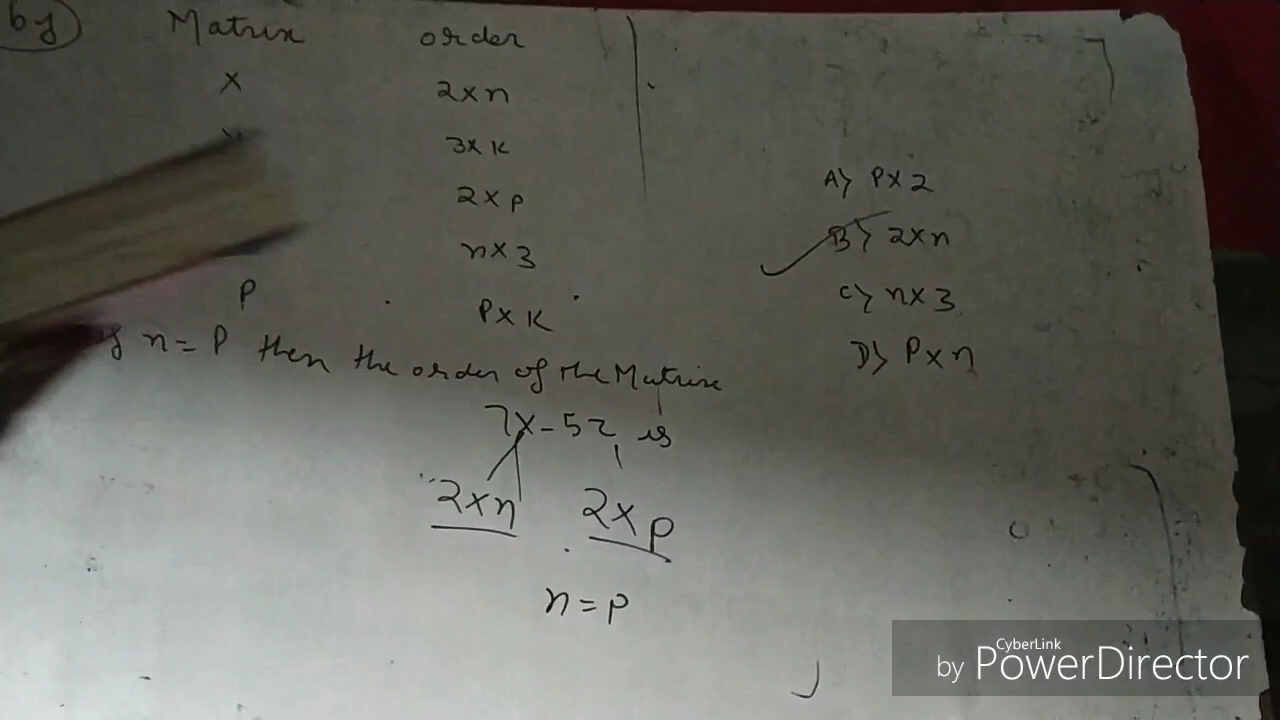 6)
Matrix order
X 2×n
3×K
2×p
n×3
P P×K
n=P then the order of the Matrix
7X-5Z is
2×n 2×p
n=p
A) P×2
B) 2×n
C) n×3
D) P×n
CyberLink
by PowerDirector